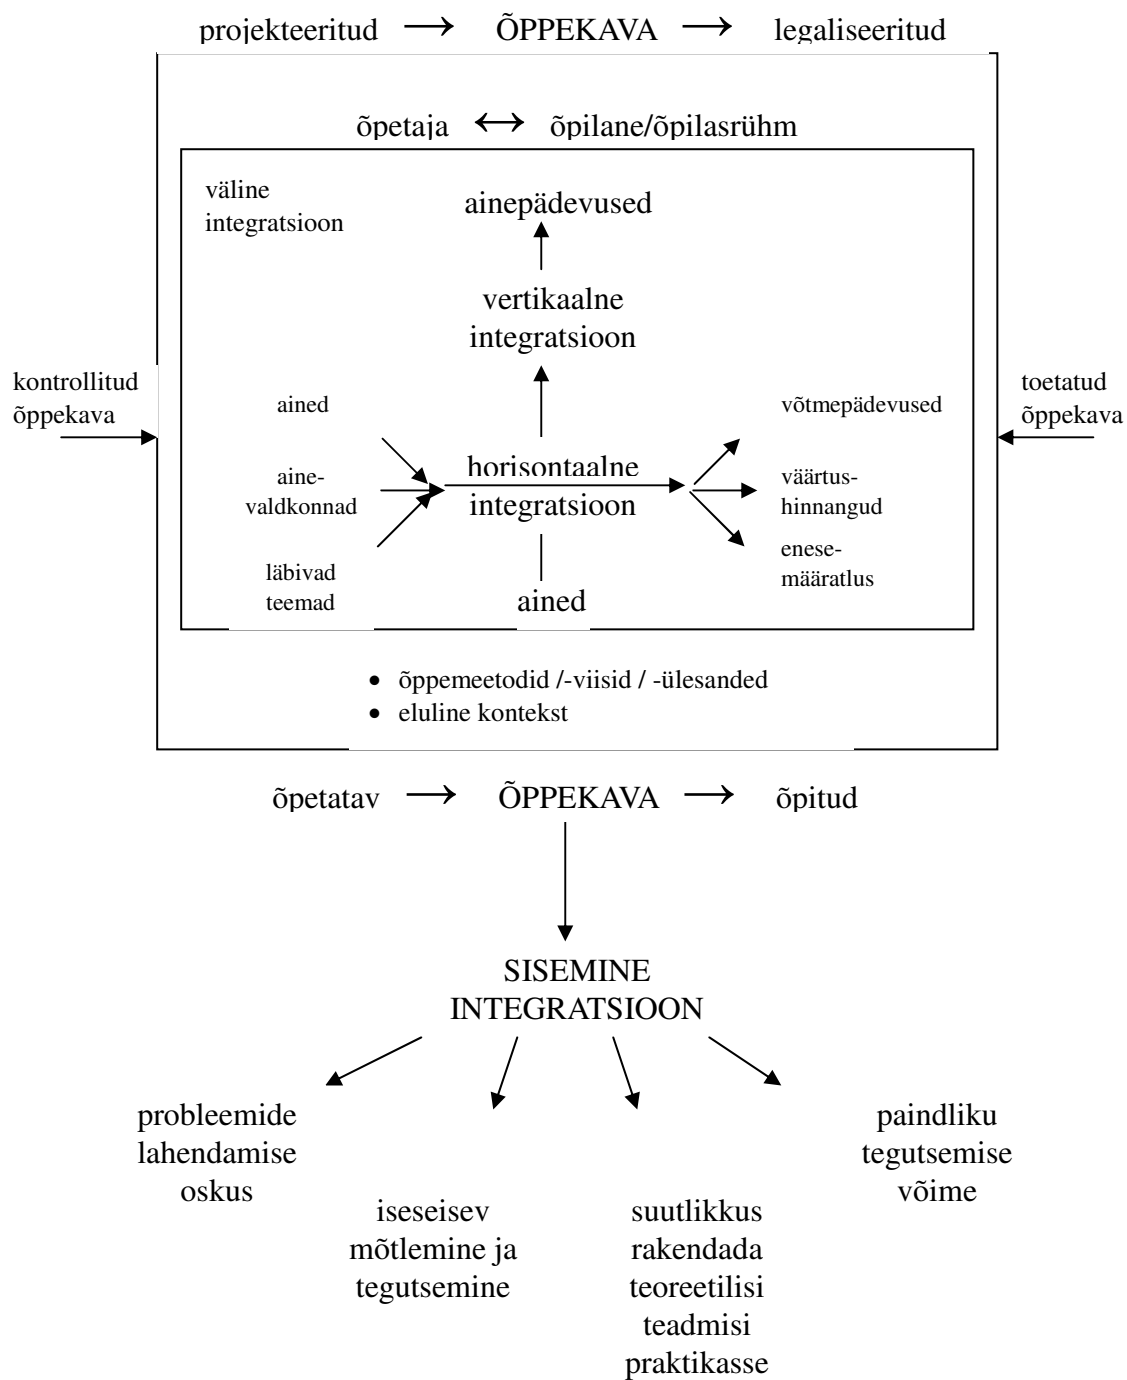 projekteeritud → ÕPPEKAVA → legaliseeritud
õpetaja ↔ õpilane/õpilasrühm
väline
integratsioon
ainepädevused
vertikaalne
integratsioon
kontrollitud
õppekava
toetatud
õppekava
ained
aine-
valdkonnad
läbivad
teemad
horisontaalne
integratsioon
ained
võtmepädevused
väärtus-
hinnangud
enese-
määratlus
• õppemeetodid /-viisid / -ülesanded
• eluline kontekst
õpetatav → ÕPPEKAVA → õpitud
SISEMINE
INTEGRATSIOON
probleemide
lahendamise
oskus
iseseisev
mõtlemine ja
tegutsemine
suutlikkus
rakendada
teoreetilisi
teadmisi
praktikasse
paindliku
tegutsemise
võime